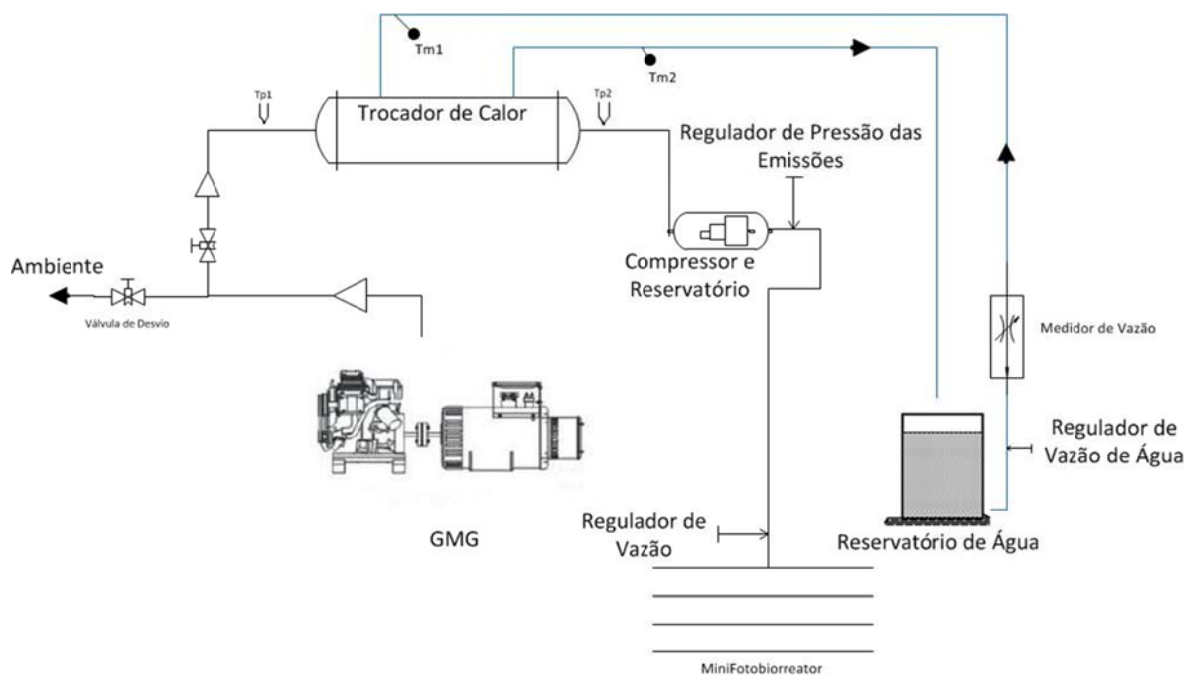 Tm1
Tm2
Tp1
Tp2
Trocador de Calor
Regulador de Pressão das
Emissões
Ambiente
Compressor e
Reservatório
Válvula de Desvio
Medidor de Vazão
Regulador de
Vazão de Água
Regulador de
Vazão
GMG
Reservatório de Água
MiniFotobiorreator